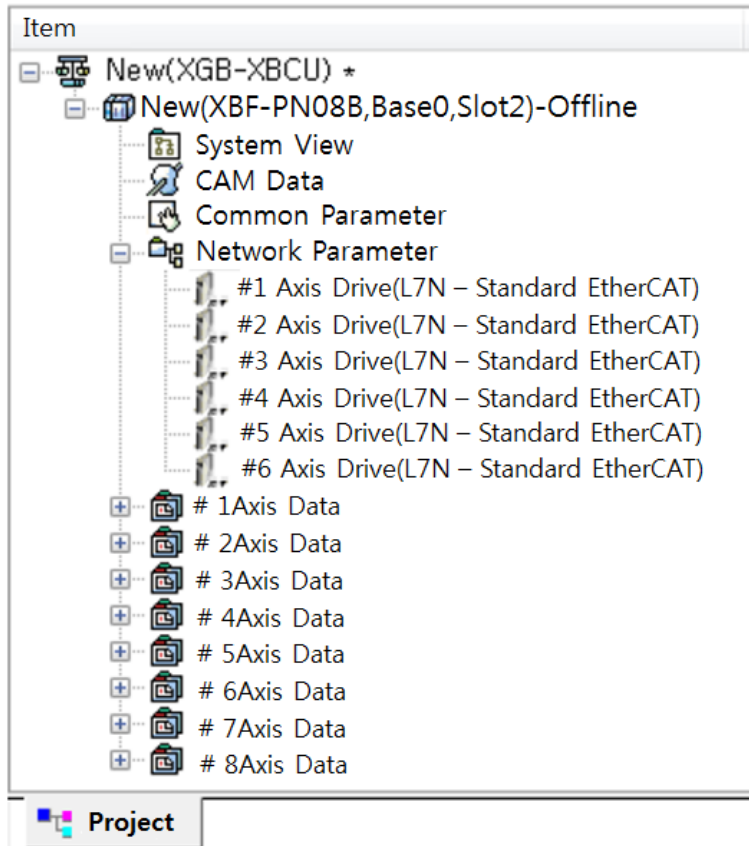 Item
New(XGB-XBCU) *
New(XBF-PN08B,Base0,Slot2)-Offline
System View
CAM Data
Common Parameter
Network Parameter
#1 Axis Drive(L7N – Standard EtherCAT)
#2 Axis Drive(L7N – Standard EtherCAT)
#3 Axis Drive(L7N – Standard EtherCAT)
#4 Axis Drive(L7N – Standard EtherCAT)
#5 Axis Drive(L7N – Standard EtherCAT)
#6 Axis Drive(L7N – Standard EtherCAT)
# 1Axis Data
# 2Axis Data
# 3Axis Data
# 4Axis Data
# 5Axis Data
# 6Axis Data
# 7Axis Data
# 8Axis Data
Project